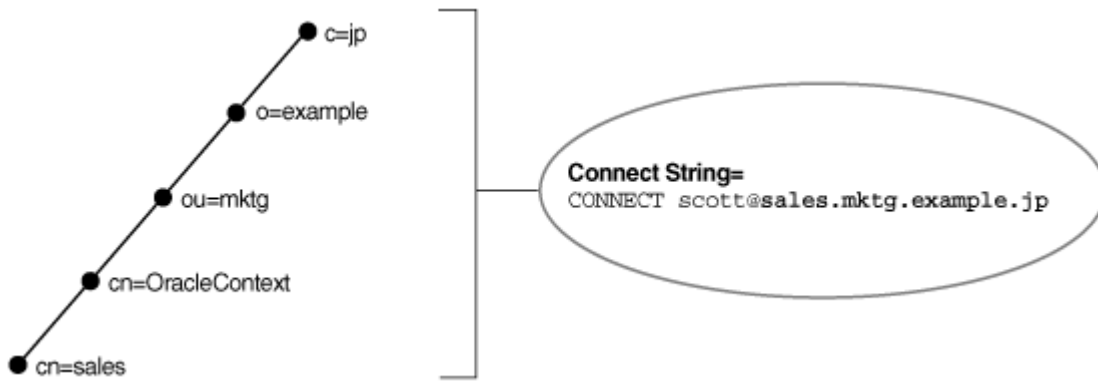 c=jp
o=example
ou=mktg
cn=OracleContext
cn=sales
Connect String=
CONNECT scott@sales.mktg.example.jp